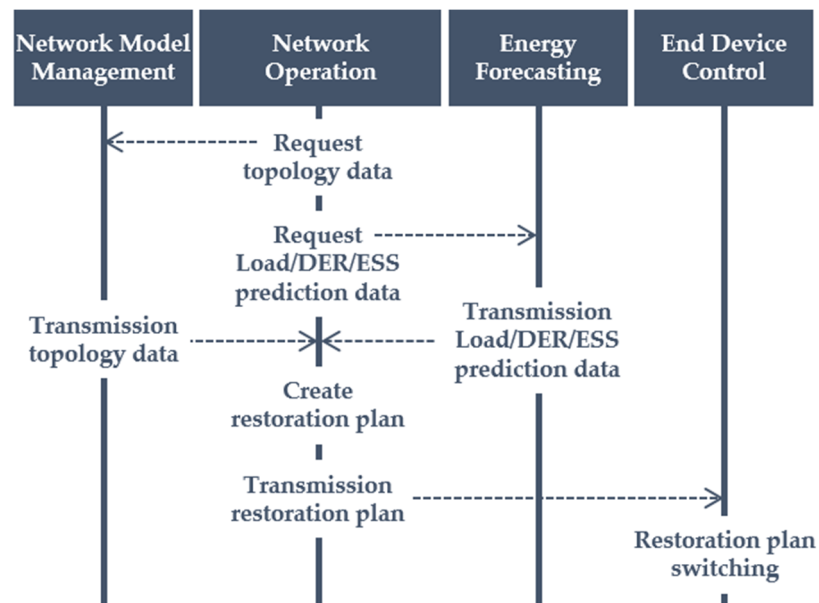 Network Model
Management
Network
Operation
Energy
Forecasting
End Device
Control
Request
topology data
Request
Load/DER/ESS
prediction data
Transmission
topology data
Transmission
Load/DER/ESS
prediction data
Create
restoration plan
Transmission
restoration plan
Restoration plan
switching